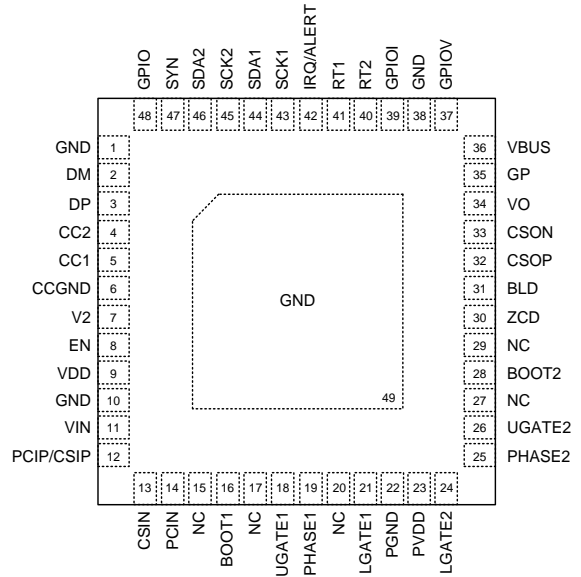 GPIO SYN SDA2 SCK2 SDA1 SCK1 IRQ/ALERT RT1 RT2 GPIOI GND GPIOV
48 47 46 45 44 43 42 41 40 39 38 37
GND 1 36 VBUS
DM 2 35 GP
DP 3 34 VO
CC2 4 33 CSON
CC1 5 32 CSOP
CCGND 6 31 BLD
GND
V2 7 30 ZCD
EN 8 29 NC
VDD 9 28 BOOT2
GND 10 49 27 NC
VIN 11 26 UGATE2
PCIP/CSIP 12 25 PHASE2
13 14 15 16 17 18 19 20 21 22 23 24
CSIN PCIN NC BOOT1 NC UGATE1 PHASE1 NC LGATE1 PGND PVDD LGATE2